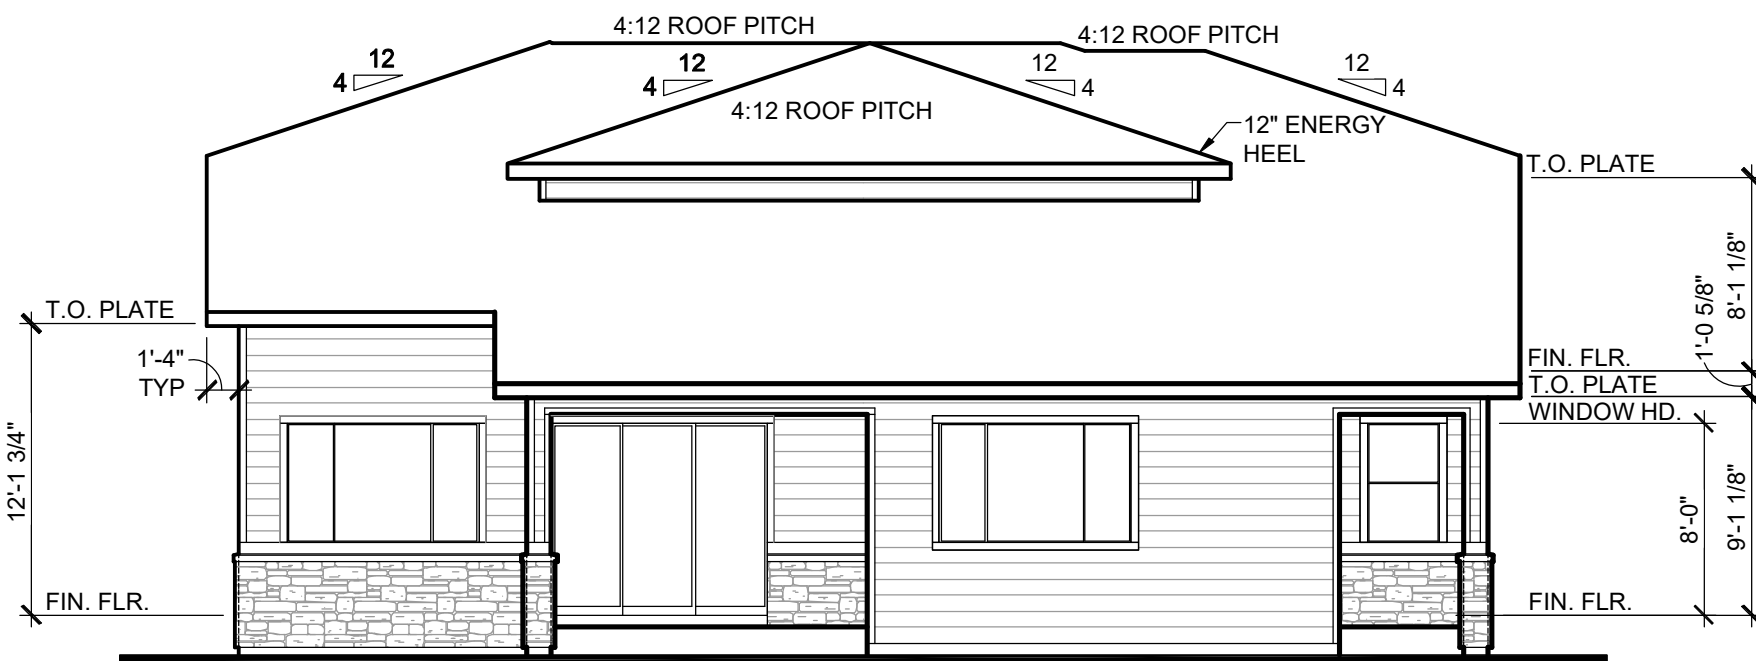 4:12 ROOF PITCH
4:12 ROOF PITCH
12
4
12
4
12
4
12
4
4:12 ROOF PITCH
12" ENERGY
HEEL
T.O. PLATE
8'-1 1/8"
1'-0 5/8"
T.O. PLATE
1'-4"
TYP
12'-1 3/4"
FIN. FLR.
FIN. FLR.
T.O. PLATE
WINDOW HD.
8'-0"
9'-1 1/8"
FIN. FLR.